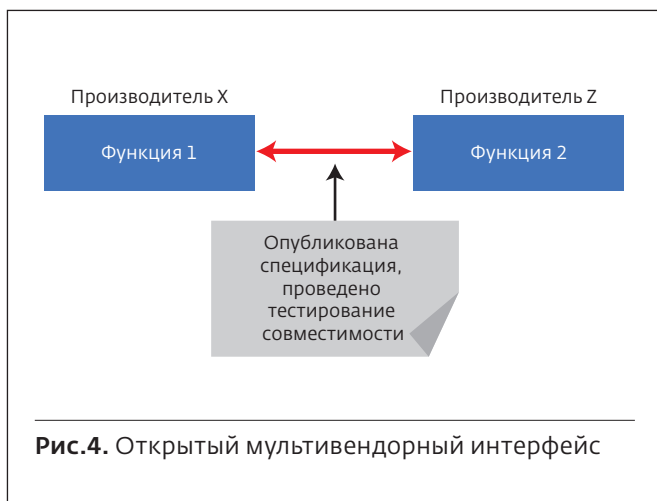 Производитель X
Производитель Z
Функция 1
Функция 2
Опубликована
спецификация,
проведено
тестирование
совместимости
Рис.4. Открытый мультивендорный интерфейс